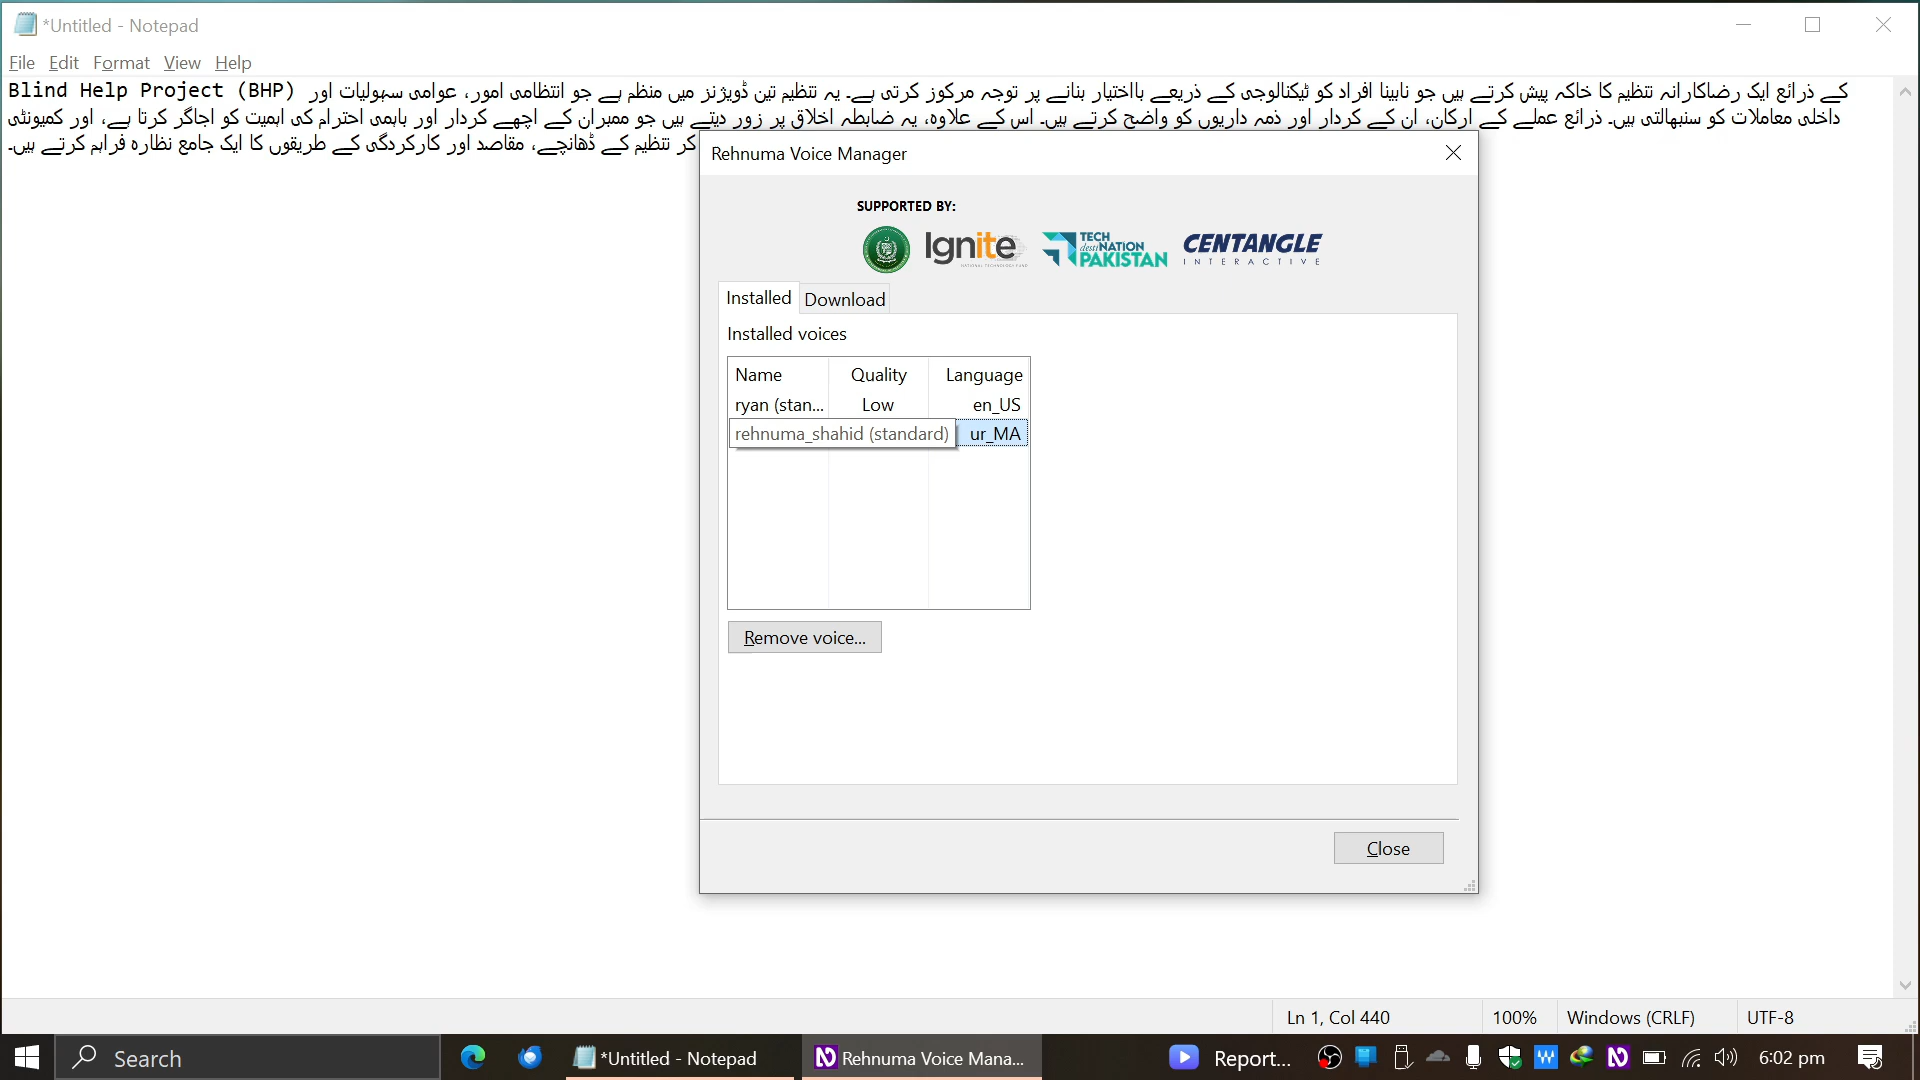 *Untitled - Notepad
File Edit Format View Help
Blind Help Project (BHP) کے ذرائع ایک رضاکارانہ تنظیم کا خاکہ پیش کرتے ہیں جو نابینا افراد کو ٹیکنالوجی کے ذریعے بااختیار بنانے پر توجہ مرکوز کرتی ہے۔ یہ تنظیم تین ڈویژنز میں منظم ہے جو انتظامی امور، عوامی سہولیات اور
داخلی معاملات کو سنبھالتی ہیں۔ ذرائع عملے کے ارکان، ان کے کردار اور ذمہ داریوں کو واضح کرتے ہیں۔ اس کے علاوہ، یہ ضابطہ اخلاق پر زور دیتے ہیں جو ممبران کے اچھے کردار اور باہمی احترام کی اہمیت کو اجاگر کرتا ہے، اور کمیونٹی
کر تنظیم کے ڈھانچے، مقاصد اور کارکردگی کے طریقوں کا ایک جامع نظارہ فراہم کرتے ہیں۔
Rehnuma Voice Manager
SUPPORTED BY:
Ignite
NATIONAL TECHNOLOGY FUND
TECH
destiNATION
PAKISTAN
CENTANGLE
INTERACTIVE
Installed Download
Installed voices
Name Quality Language
ryan (stan... Low en_US
rehnuma_shahid (standard) ur_MA
Remove voice...
Close
Ln 1, Col 440 100% Windows (CRLF) UTF-8
Search *Untitled - Notepad Rehnuma Voice Mana... Report... 6:02 pm